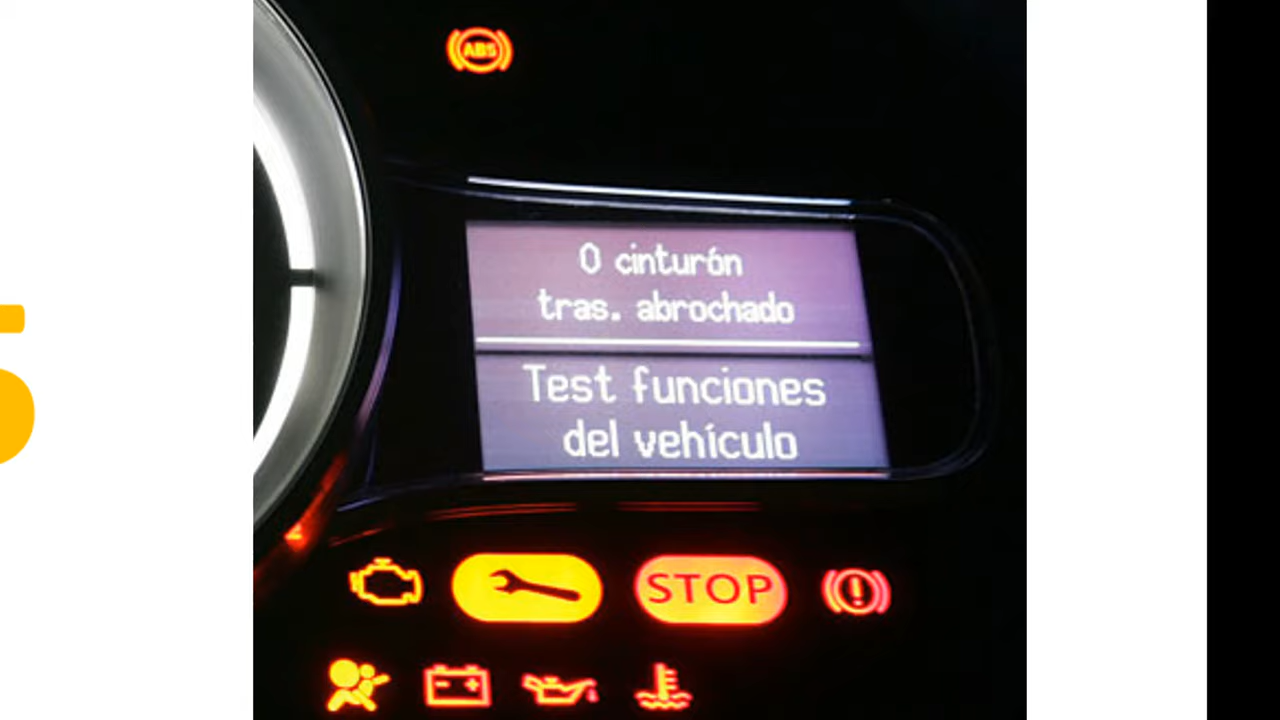 ABS
0 cinturón
tras. abrochado
Test funciones
del vehículo
STOP